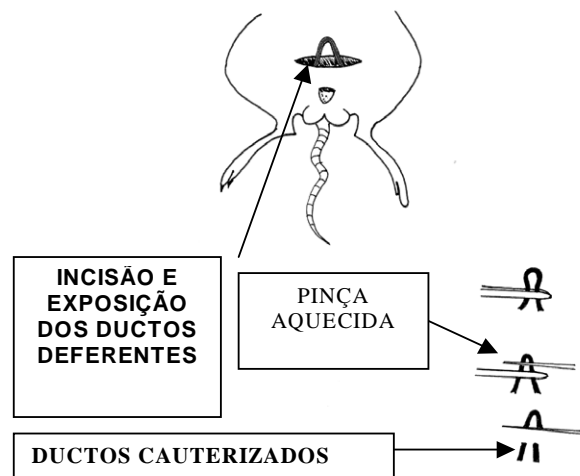 INCISÃO E
EXPOSIÇÃO
DOS DUCTOS
DEFERENTES
PINÇA
AQUECIDA
DUCTOS CAUTERIZADOS